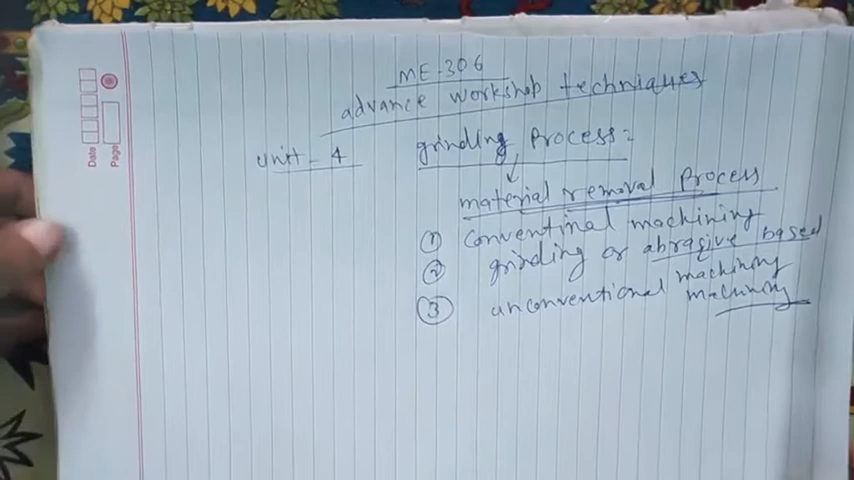 ME-306
advance workshop techniques
unit - 4
grinding Process:
material removal Process
① conventinal machining
② grinding or abrasive based
machining
③ unconventional machining
Date
Page